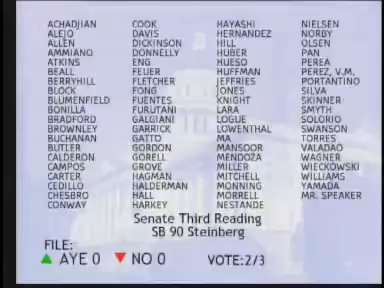 ACHADJIAN COOK HAYASHI NIELSEN
ALEJO DAVIS HERNANDEZ NORBY
ALLEN DICKINSON HILL OLSEN
AMMIANO DONNELLY HUBER PAN
ATKINS ENG HUESO PEREA
BEALL FEUER HUFFMAN PEREZ, V.M.
BERRYHILL FLETCHER JEFFRIES PORTANTINO
BLOCK FONG JONES SILVA
BLUMENFIELD FUENTES KNIGHT SKINNER
BONILLA FURUTANI LARA SMYTH
BRADFORD GALGIANI LOGUE SOLORIO
BROWNLEY GARRICK LOWENTHAL SWANSON
BUCHANAN GATTO MA TORRES
BUTLER GORDON MANSOOR VALADAO
CALDERON GORELL MENDOZA WAGNER
CAMPOS GROVE MILLER WIECKOWSKI
CARTER HAGMAN MITCHELL WILLIAMS
CEDILLO HALDERMAN MONNING YAMADA
CHESBRO HALL MORRELL MR. SPEAKER
CONWAY HARKEY NESTANDE
Senate Third Reading
SB 90 Steinberg
FILE:
AYE 0 NO 0 VOTE:2/3